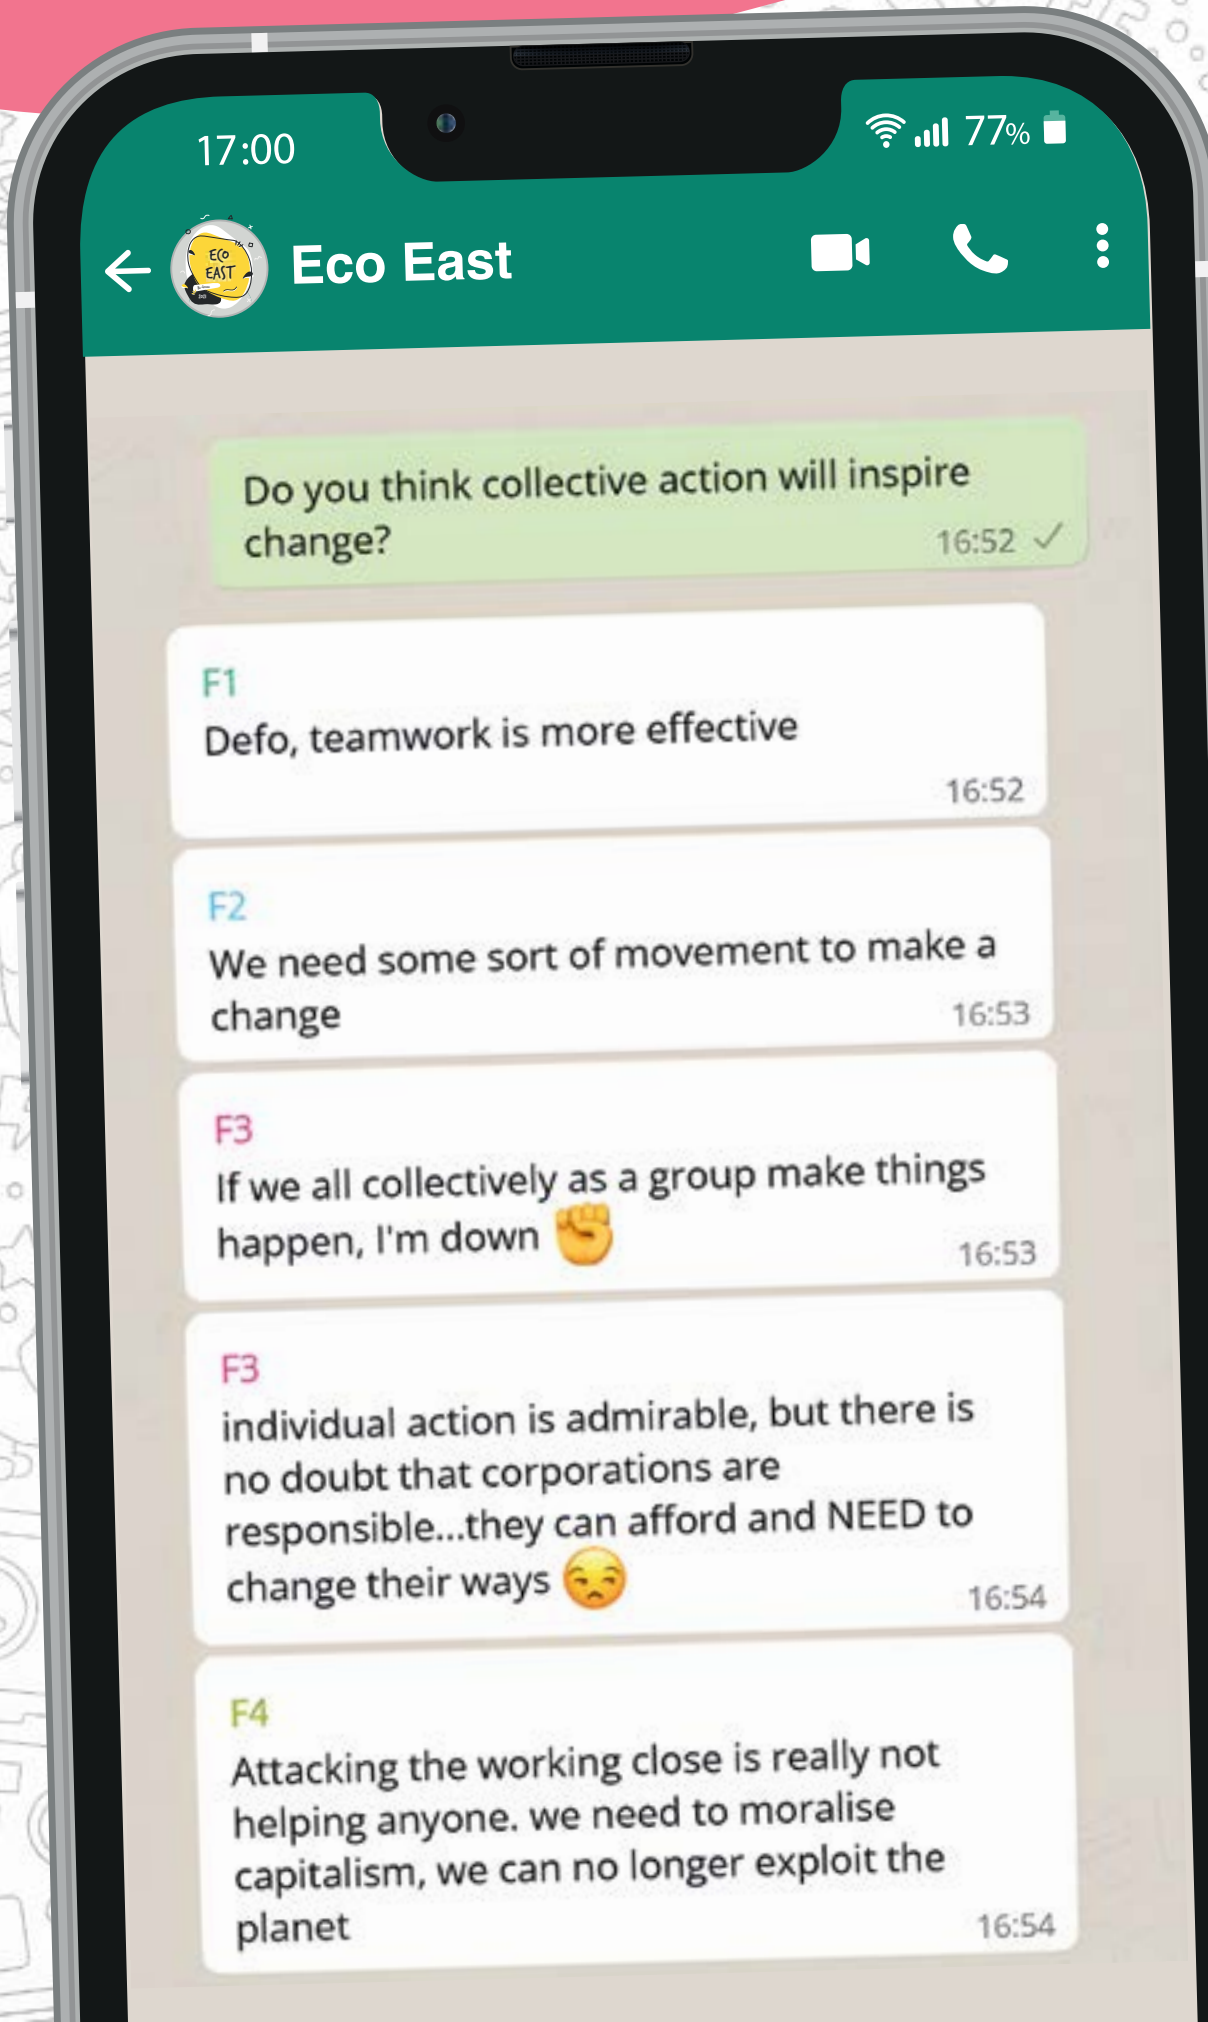 17:00
77%
ECO
EAST
Eco East
Do you think collective action will inspire
change?
16:52
F1
Defo, teamwork is more effective
16:52
F2
We need some sort of movement to make a
change
16:53
F3
If we all collectively as a group make things
happen, I'm down
16:53
F3
individual action is admirable, but there is
no doubt that corporations are
responsible...they can afford and NEED to
change their ways
16:54
F4
Attacking the working close is really not
helping anyone. we need to moralise
capitalism, we can no longer exploit the
planet
16:54